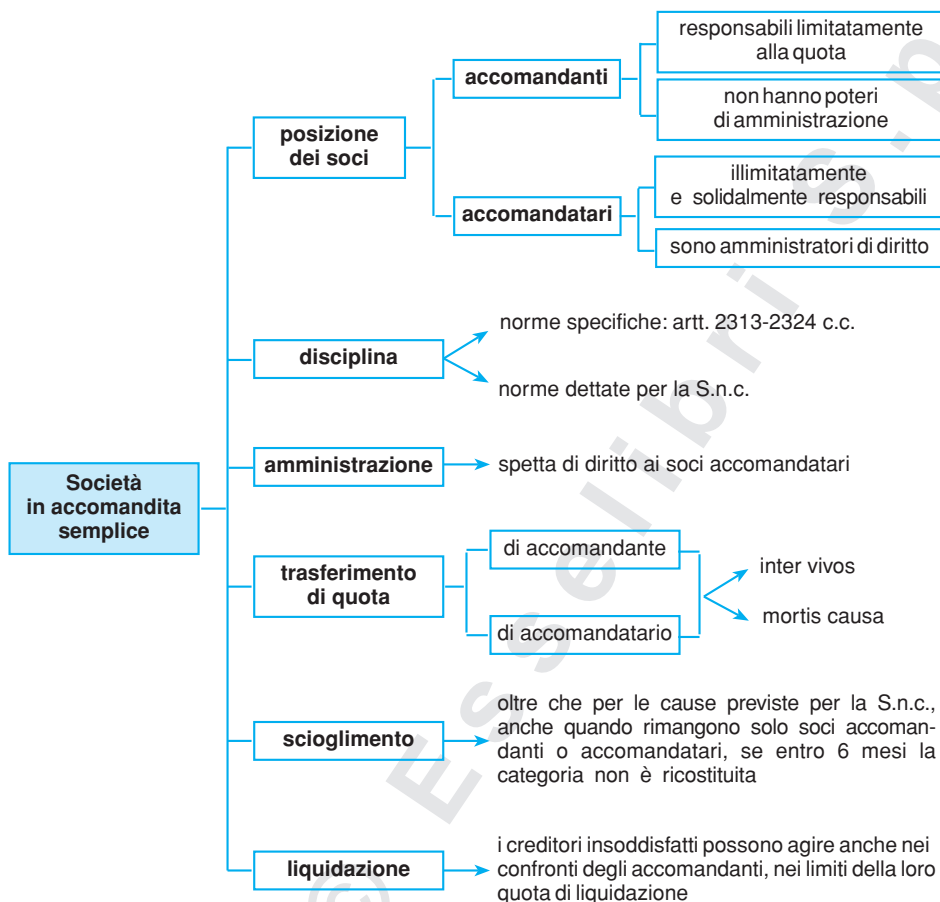 responsabili limitatamente
alla quota
accomandanti
non hanno poteri
di amministrazione
posizione
dei soci
illimitatamente
e solidalmente responsabili
accomandatari
sono amministratori di diritto
norme specifiche: artt. 2313-2324 c.c.
disciplina
norme dettate per la S.n.c.
amministrazione
spetta di diritto ai soci accomandatari
Società
in accomandita
semplice
di accomandante
trasferimento
di quota
inter vivos
mortis causa
di accomandatario
oltre che per le cause previste per la S.n.c.,
anche quando rimangono solo soci accoman-
danti o accomandatari, se entro 6 mesi la
categoria non è ricostituita
scioglimento
i creditori insoddisfatti possono agire anche nei
confronti degli accomandanti, nei limiti della loro
quota di liquidazione
liquidazione
© Esselibri S.p